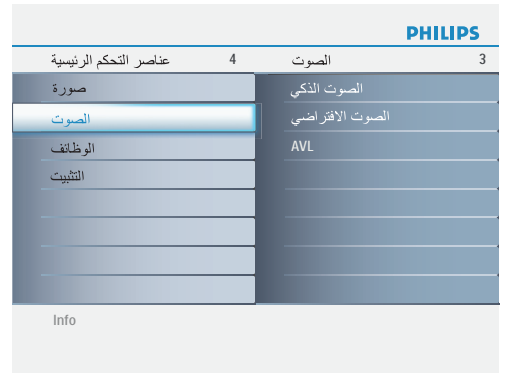 PHILIPS
عناصر التحكم الرئيسية 4
الصوت 3
صورة
الصوت
الوظائف
التثبيت
الصوت الذكي
الصوت الافتراضي
AVL
Info